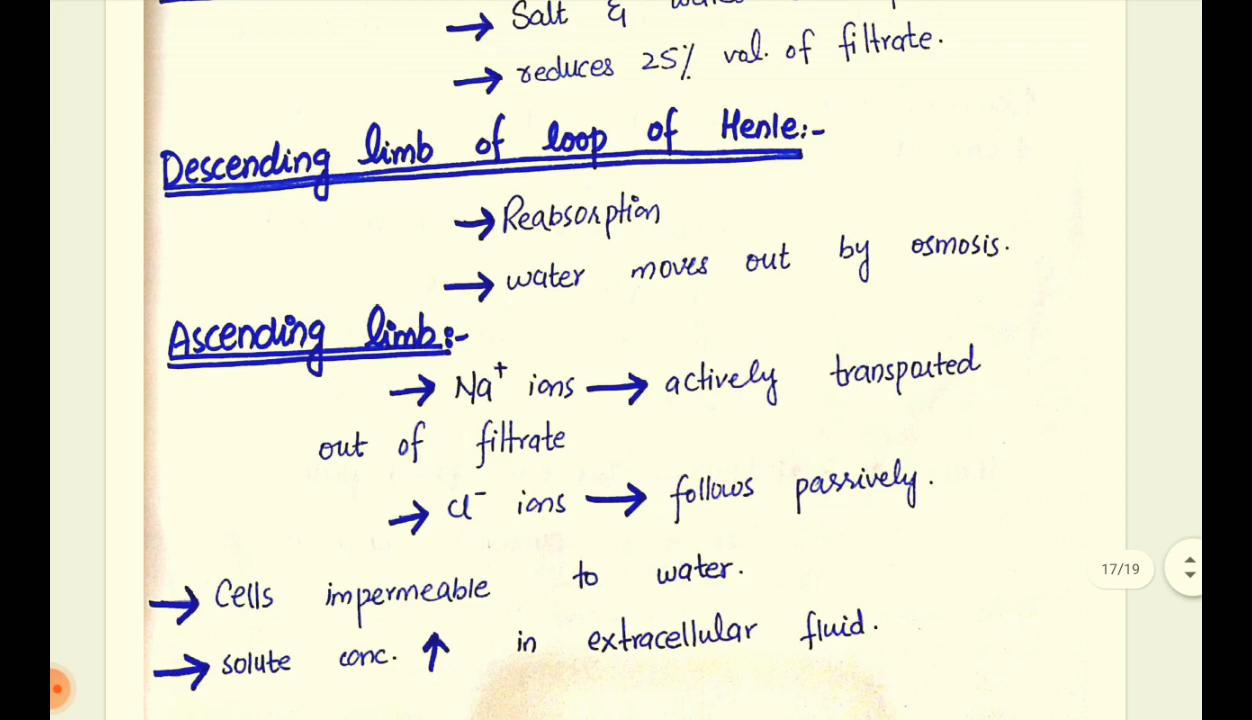 → Salt &
→ reduces 25% vol. of filtrate.
Descending limb of loop of Henle:-
→ Reabsorption
→ water moves out by osmosis.
Ascending limb:-
→ Na⁺ ions → actively transported
out of filtrate
→ Cl⁻ ions → follows passively.
→ Cells impermeable to water.
→ solute conc. ↑ in extracellular fluid.
17/19